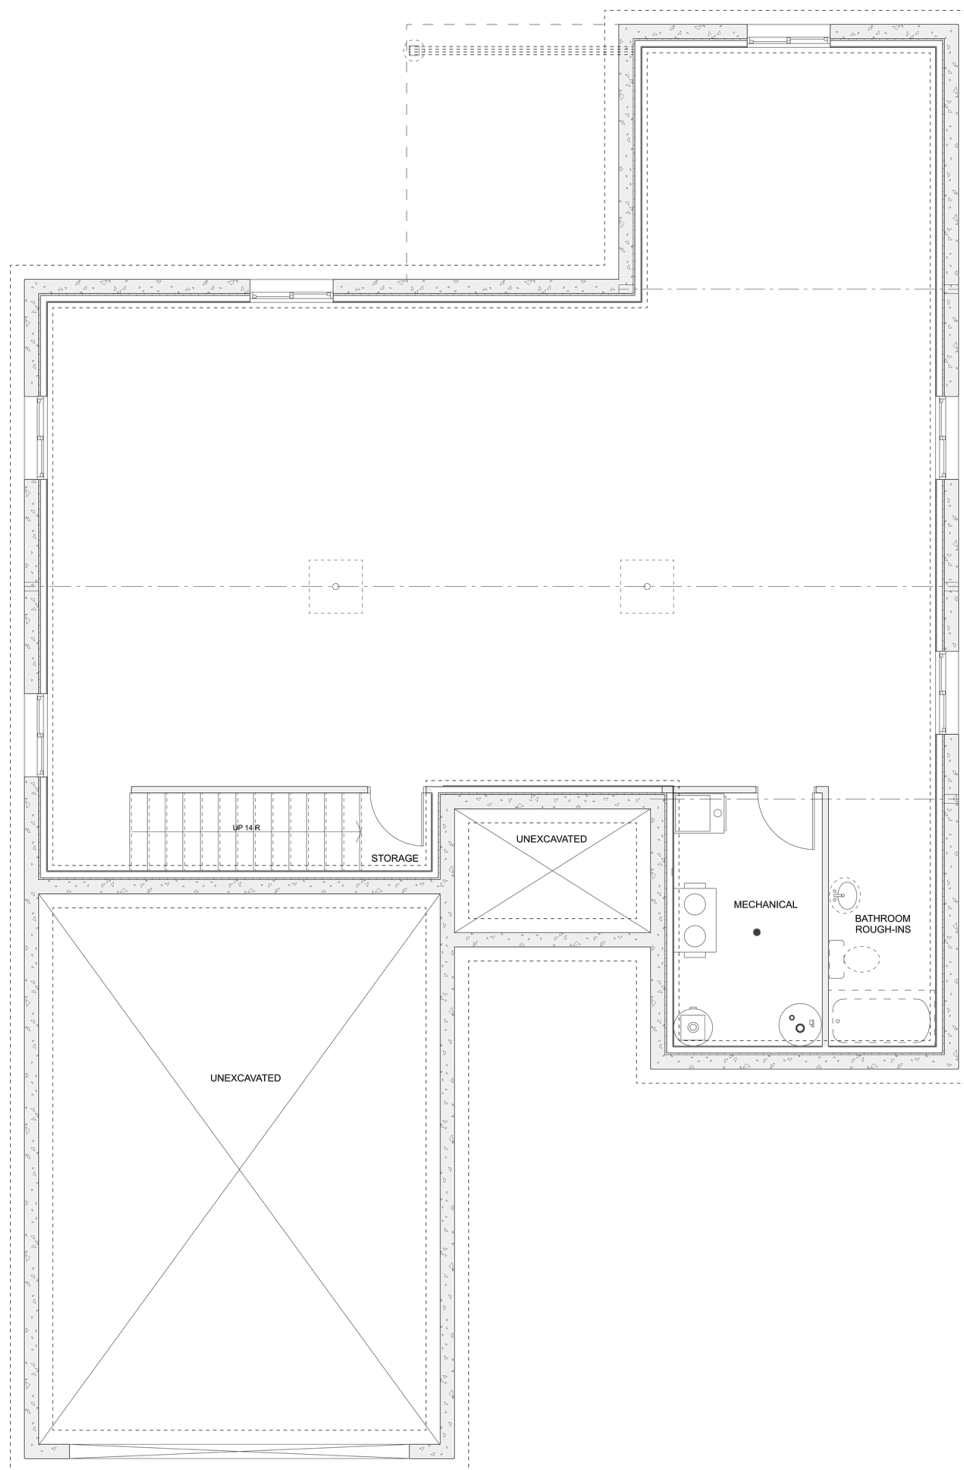 UP 14 R
STORAGE
UNEXCAVATED
MECHANICAL
BATHROOM
ROUGH-INS
UNEXCAVATED